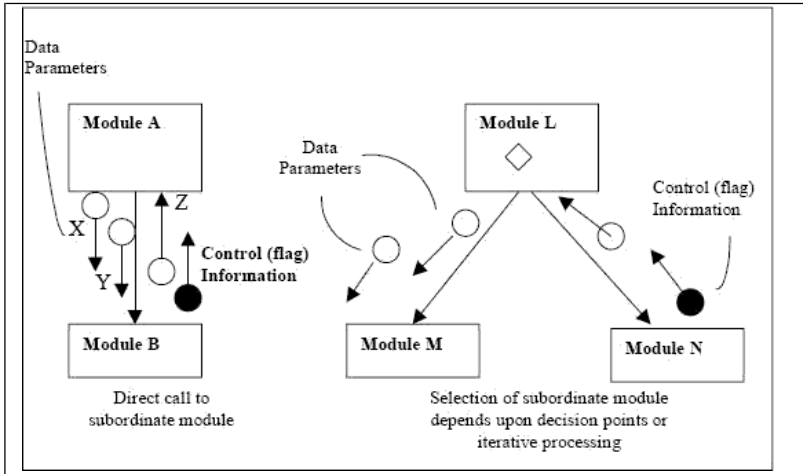 Data
Parameters
Module A
X
Y
Z
Control (flag)
Information
Module B
Direct call to
subordinate module
Module L
Data
Parameters
Control (flag)
Information
Module M
Module N
Selection of subordinate module
depends upon decision points or
iterative processing